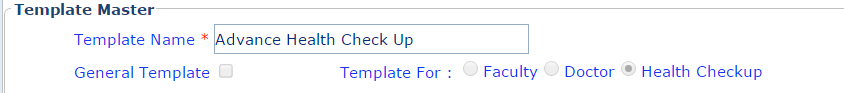 Template Master
Template Name * Advance Health Check Up
General Template Template For : Faculty Doctor Health Checkup